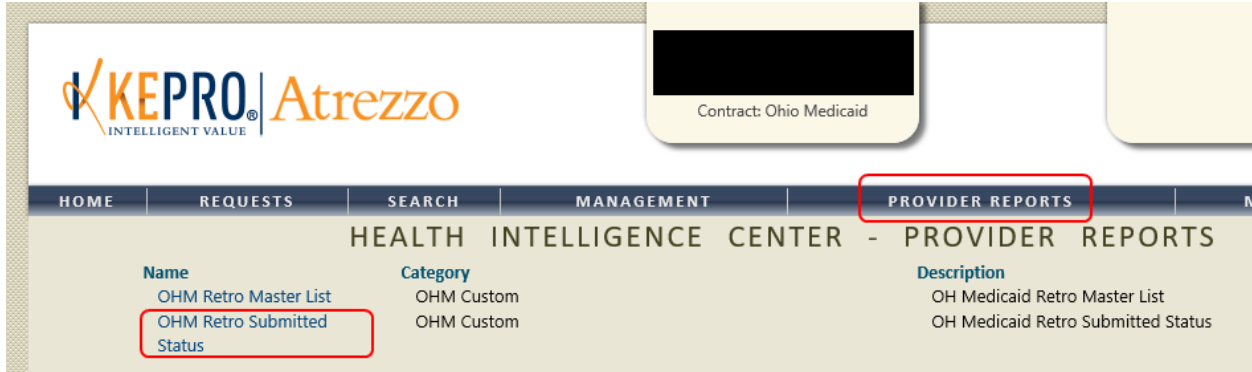 KEPRO® Atrezzo
INTELLIGENT VALUE
Contract: Ohio Medicaid
HOME REQUESTS SEARCH MANAGEMENT PROVIDER REPORTS
HEALTH INTELLIGENCE CENTER - PROVIDER REPORTS
Name Category Description
OHM Retro Master List OHM Custom OH Medicaid Retro Master List
OHM Retro Submitted OHM Custom OH Medicaid Retro Submitted Status
Status